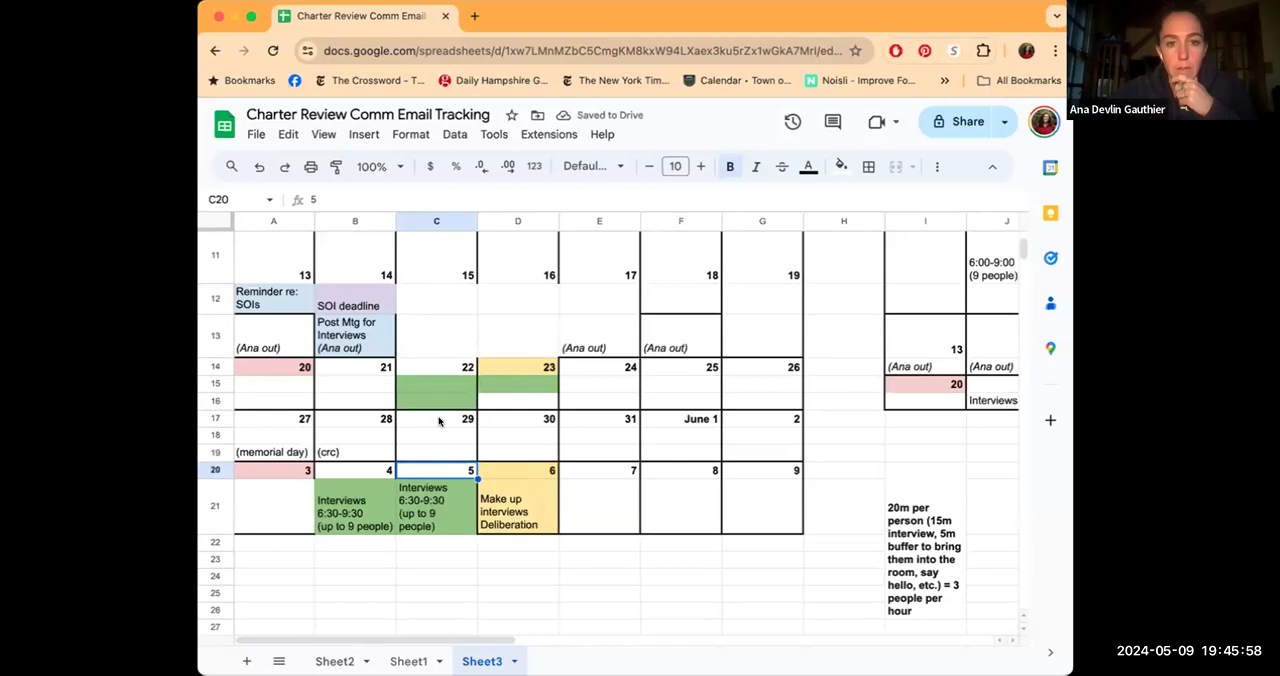 Charter Review Comm Email
docs.google.com/spreadsheets/d/1xw7LMnMZbC5CmgKM8kxW94LXaex3ku5rZx1wGkA7MrI/ed...
Bookmarks
The Crossword - T...
Daily Hampshire G...
The New York Tim...
Calendar • Town o...
Noisli - Improve Fo...
All Bookmarks
Ana Devlin Gauthier
Charter Review Comm Email Tracking
Saved to Drive
File Edit View Insert Format Data Tools Extensions Help
Share
100% $ % .0 .00 123 Defaul... 10 B I A
C20 fx 5
A B C D E F G H I J
11 13 14 15 16 17 18 19
6:00-9:00
(9 people)
12
Reminder re:
SOIs
SOI deadline
13
(Ana out)
Post Mtg for
Interviews
(Ana out)
(Ana out)
(Ana out)
13
14 20 21 22 23 24 25 26 (Ana out) (Ana out)
15 20
16 Interviews
17 27 28 29 30 31 June 1 2
18
19 (memorial day) (crc)
20 3 4 5 6 7 8 9
21
Interviews
6:30-9:30
(up to 9 people)
Interviews
6:30-9:30
(up to 9
people)
Make up
interviews
Deliberation
20m per
person (15m
interview, 5m
buffer to bring
them into the
room, say
hello, etc.) = 3
people per
hour
22
23
24
25
26
27
Sheet2 Sheet1 Sheet3
2024-05-09 19:45:58